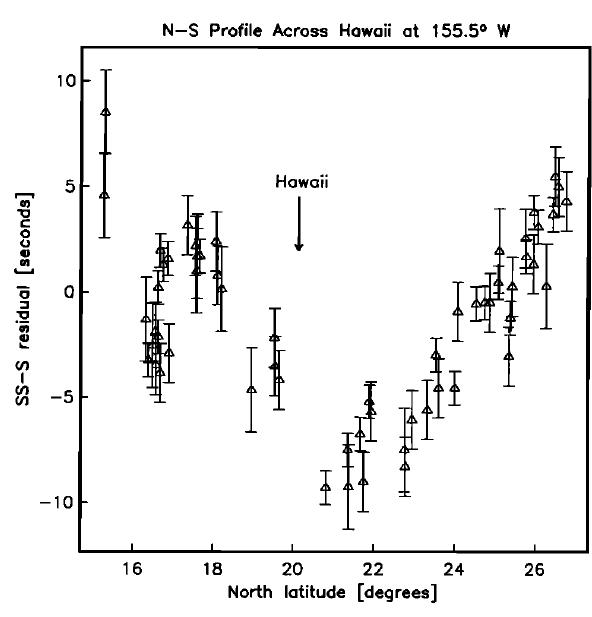 N-S Profile Across Hawaii at 155.5° W
10
5
0
-5
-10
SS-S residual [seconds]
Hawaii
16 18 20 22 24 26
North latitude [degrees]